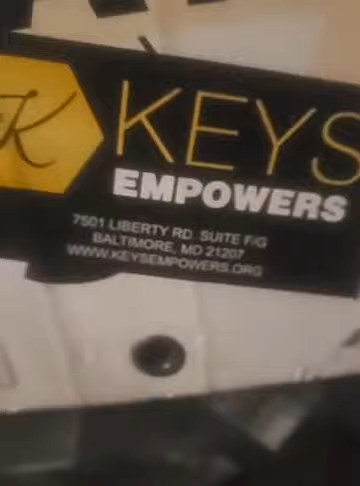 K
KEYS
EMPOWERS
7501 LIBERTY RD. SUITE F/G
BALTIMORE, MD 21207
WWW.KEYSEMPOWERS.ORG